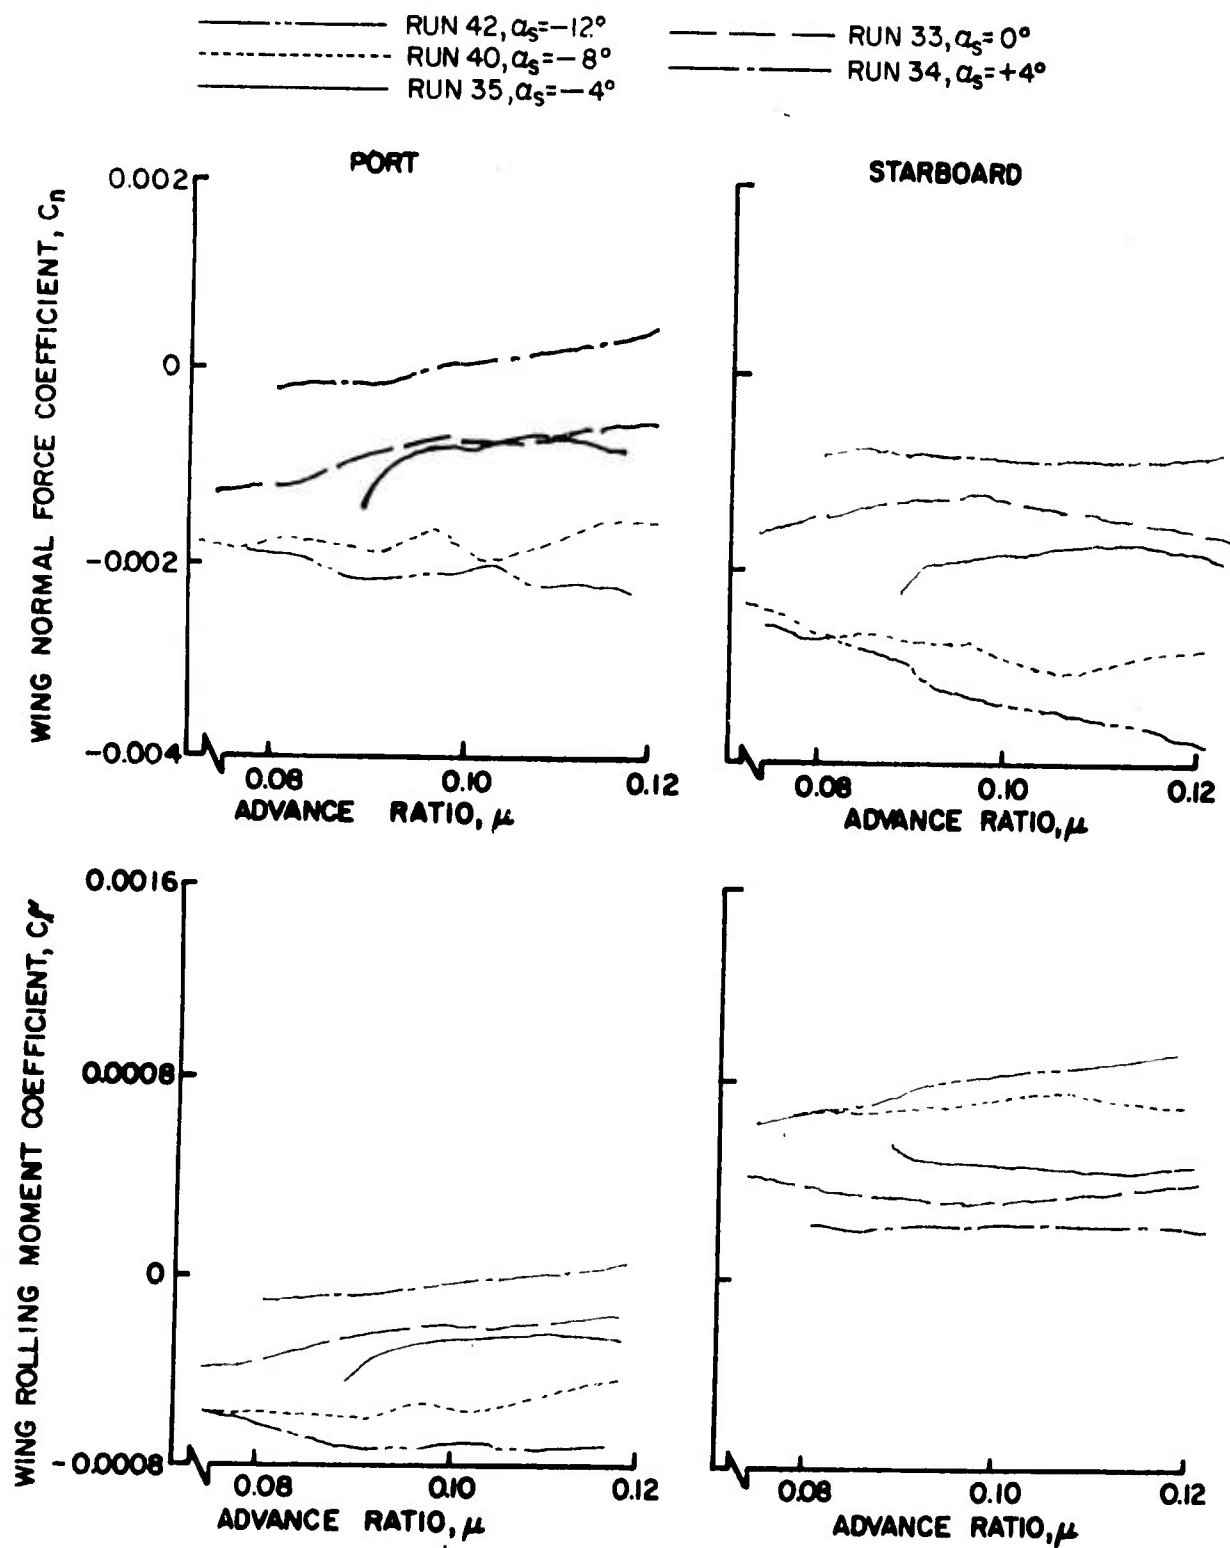 RUN 42, αs=-12°
RUN 40, αs=-8°
RUN 35, αs=-4°
RUN 33, αs=0°
RUN 34, αs=+4°
PORT
STARBOARD
WING NORMAL FORCE COEFFICIENT, Cn
0.002
0
-0.002
-0.004
0.08 0.10 0.12
ADVANCE RATIO, μ
0.08 0.10 0.12
ADVANCE RATIO, μ
WING ROLLING MOMENT COEFFICIENT,
0.0016
0.0008
0
-0.0008
0.08 0.10 0.12
ADVANCE RATIO, μ
0.08 0.10 0.12
ADVANCE RATIO, μ